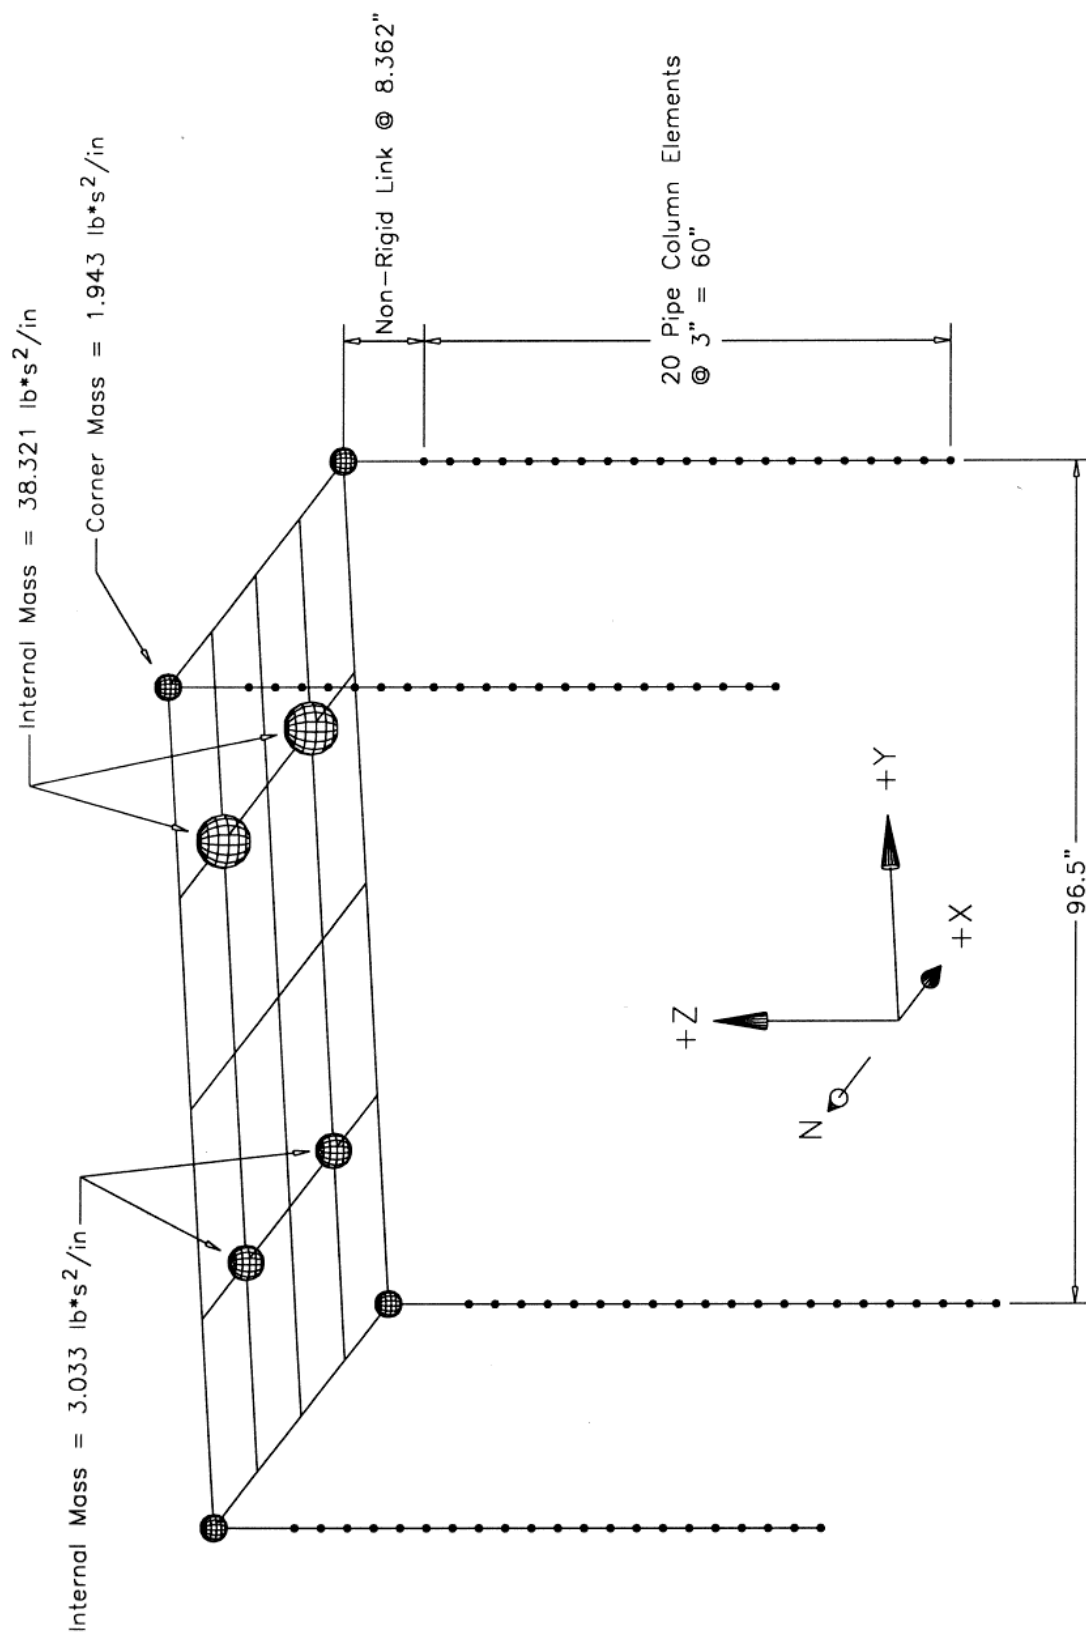 Internal Mass = 38.321 lb*s²/in
Corner Mass = 1.943 lb*s²/in
Internal Mass = 3.033 lb*s²/in
Non-Rigid Link @ 8.362"
20 Pipe Column Elements
@ 3" = 60"
+Z
+Y
+X
N
96.5"